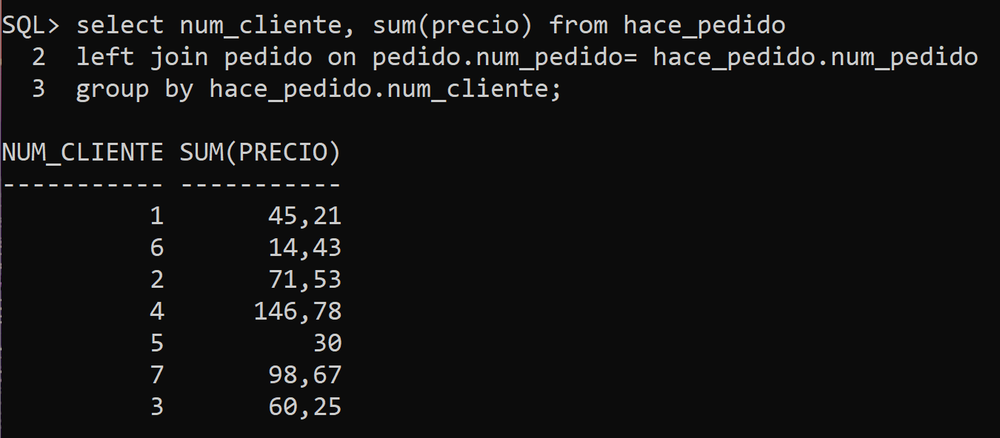 SQL> select num_cliente, sum(precio) from hace_pedido
2 left join pedido on pedido.num_pedido= hace_pedido.num_pedido
3 group by hace_pedido.num_cliente;
NUM_CLIENTE SUM(PRECIO)
----------- -----------
1 45,21
6 14,43
2 71,53
4 146,78
5 30
7 98,67
3 60,25